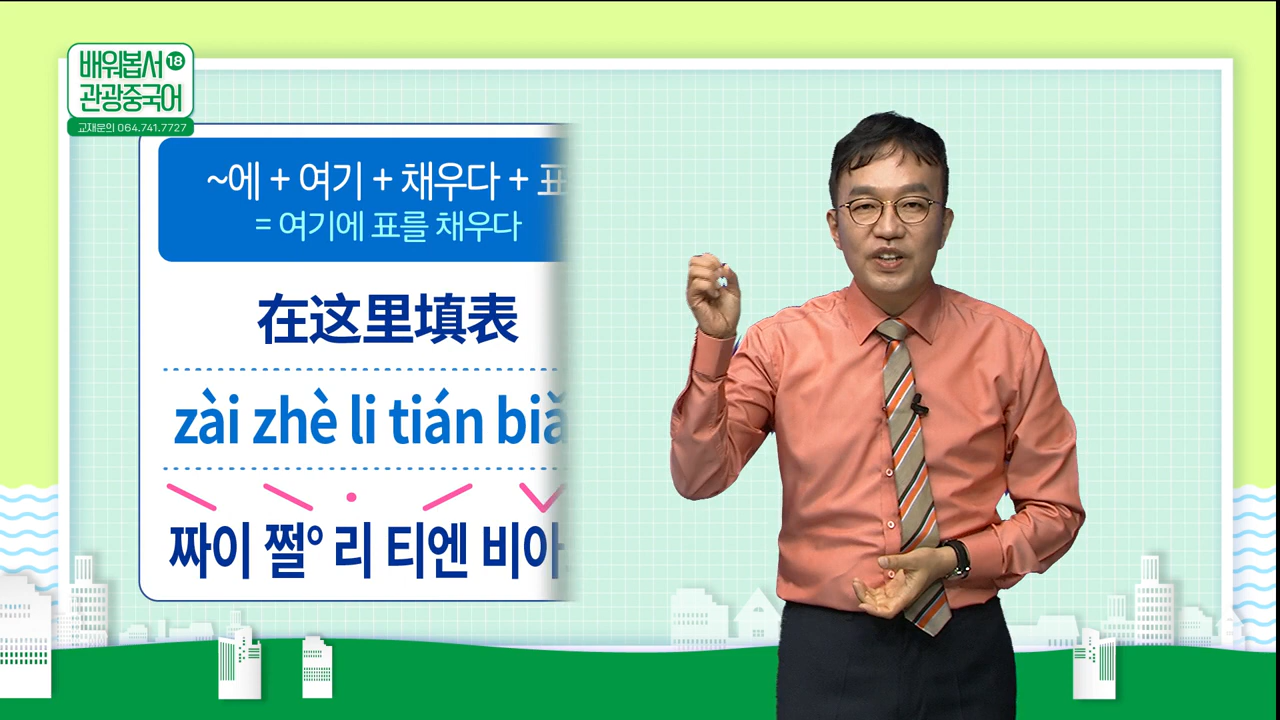 배워봅서 18
관광중국어
교재문의 064.741.7727
~에 + 여기 + 채우다 + 표
= 여기에 표를 채우다
在这里填表
zài zhè li tián biǎ
짜이 쩔° 리 티엔 비아